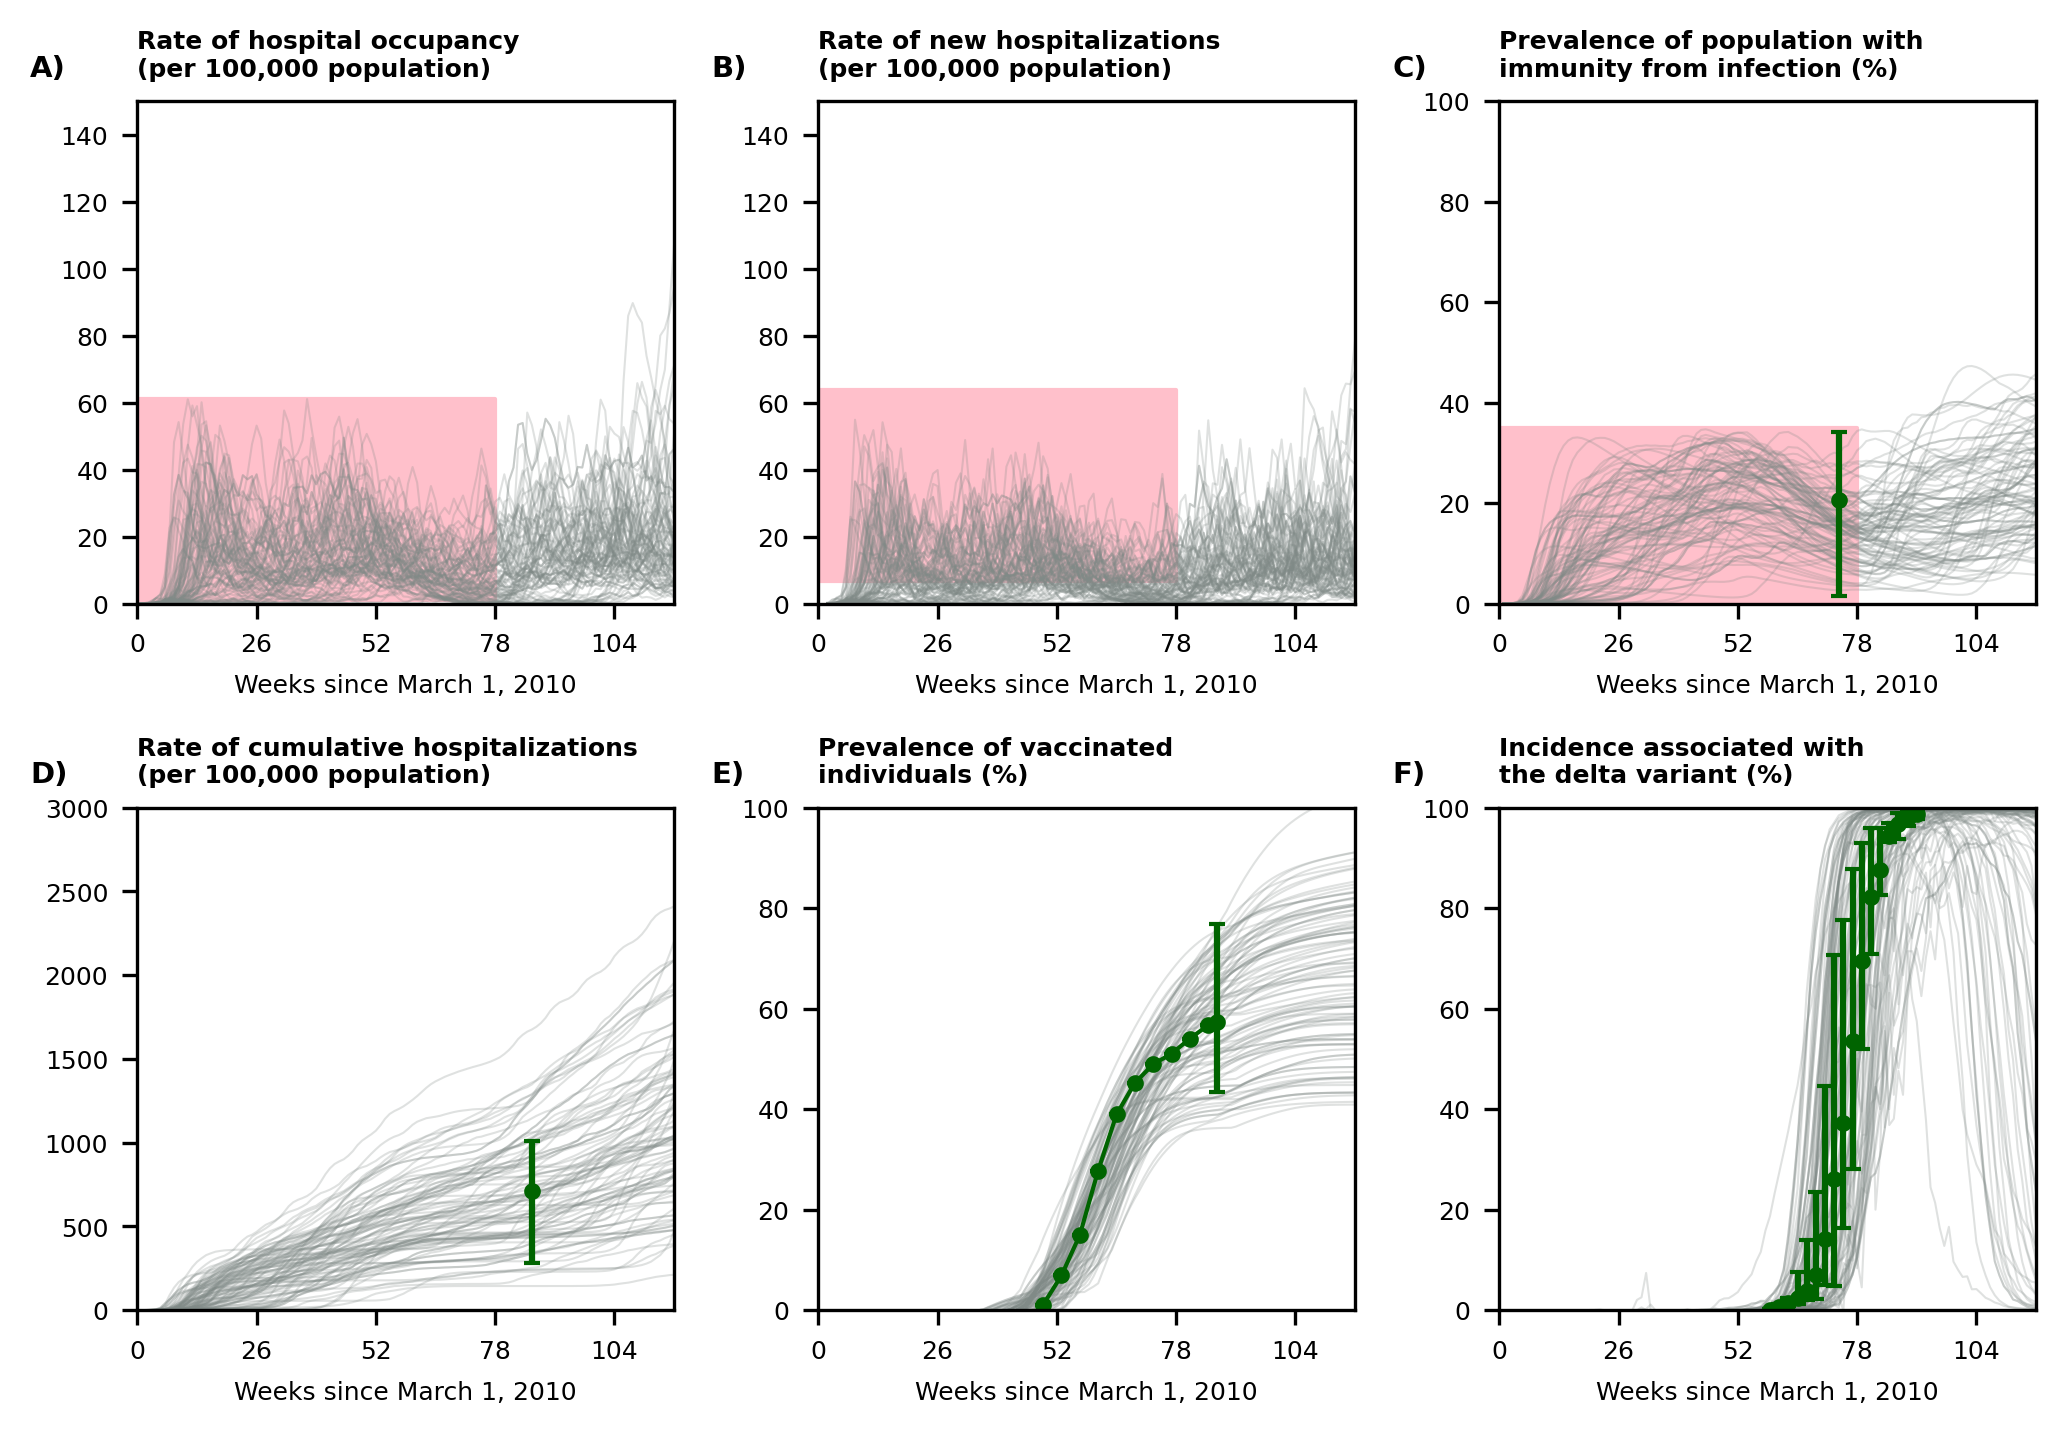 A)
Rate of hospital occupancy
(per 100,000 population)
140
120
100
80
60
40
20
0
0 26 52 78 104
Weeks since March 1, 2010
B)
Rate of new hospitalizations
(per 100,000 population)
140
120
100
80
60
40
20
0
0 26 52 78 104
Weeks since March 1, 2010
C)
Prevalence of population with
immunity from infection (%)
100
80
60
40
20
0
0 26 52 78 104
Weeks since March 1, 2010
D)
Rate of cumulative hospitalizations
(per 100,000 population)
3000
2500
2000
1500
1000
500
0
0 26 52 78 104
Weeks since March 1, 2010
E)
Prevalence of vaccinated
individuals (%)
100
80
60
40
20
0
0 26 52 78 104
Weeks since March 1, 2010
F)
Incidence associated with
the delta variant (%)
100
80
60
40
20
0
0 26 52 78 104
Weeks since March 1, 2010